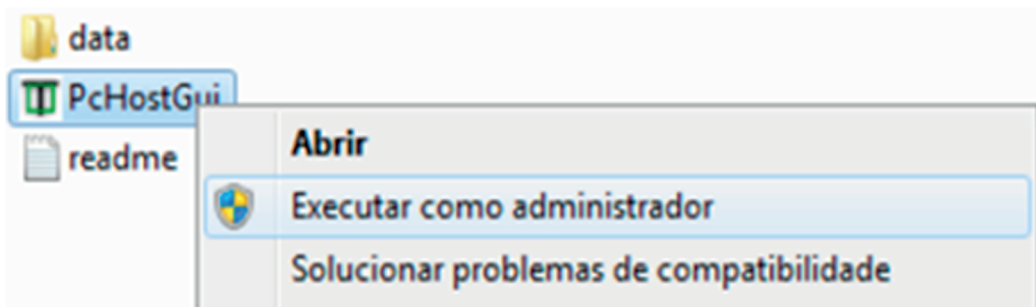 data
PcHostGui
Abrir
readme
Executar como administrador
Solucionar problemas de compatibilidade